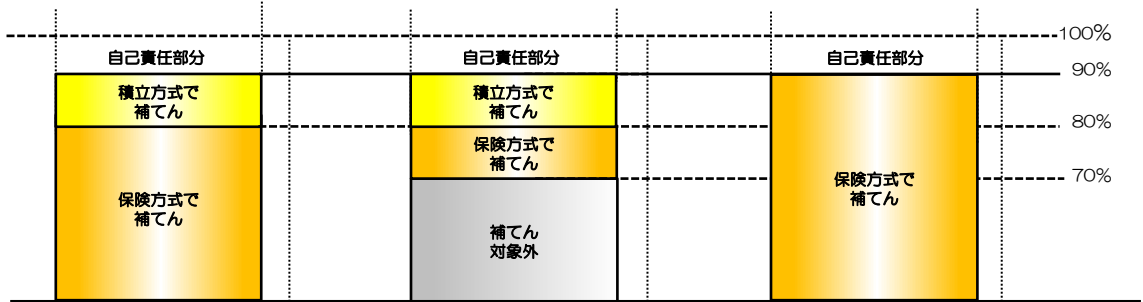 100%
自己責任部分
自己責任部分
自己責任部分
90%
積立方式で
補てん
積立方式で
補てん
80%
保険方式で
補てん
70%
保険方式で
補てん
保険方式で
補てん
補てん
対象外